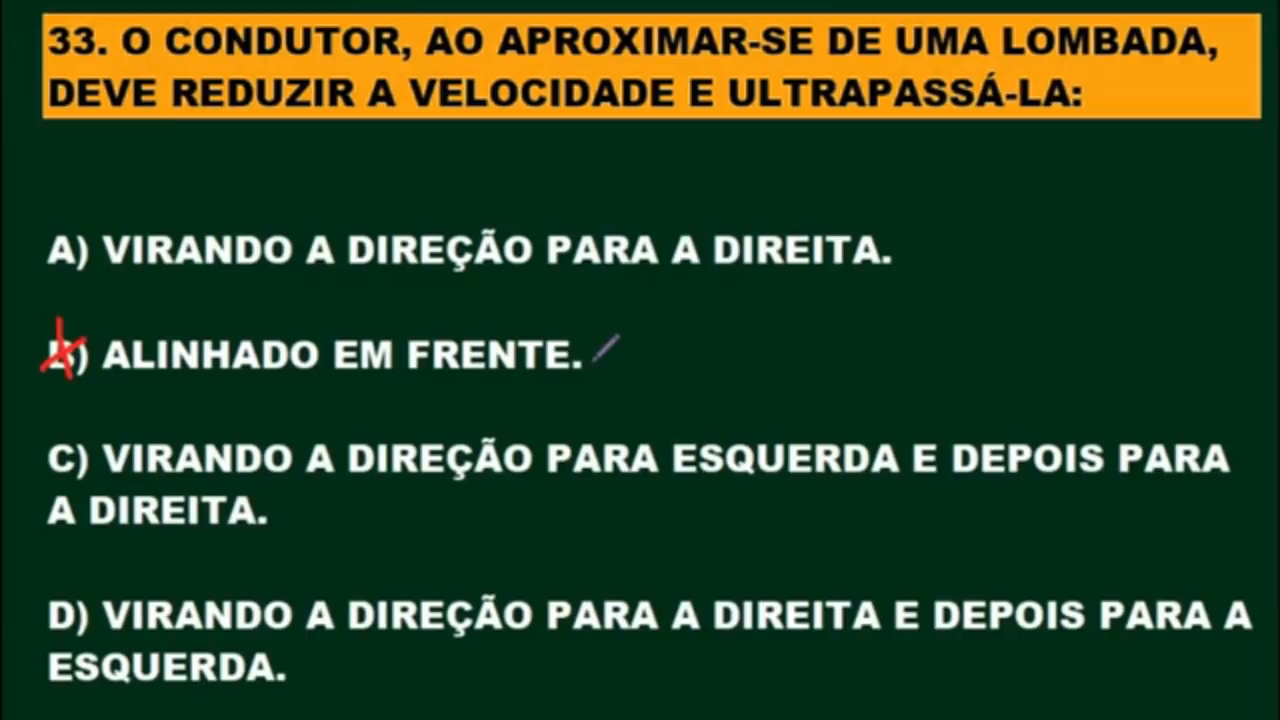 33. O CONDUTOR, AO APROXIMAR-SE DE UMA LOMBADA,
DEVE REDUZIR A VELOCIDADE E ULTRAPASSÁ-LA:
A) VIRANDO A DIREÇÃO PARA A DIREITA.
B) ALINHADO EM FRENTE.
C) VIRANDO A DIREÇÃO PARA ESQUERDA E DEPOIS PARA
A DIREITA.
D) VIRANDO A DIREÇÃO PARA A DIREITA E DEPOIS PARA A
ESQUERDA.